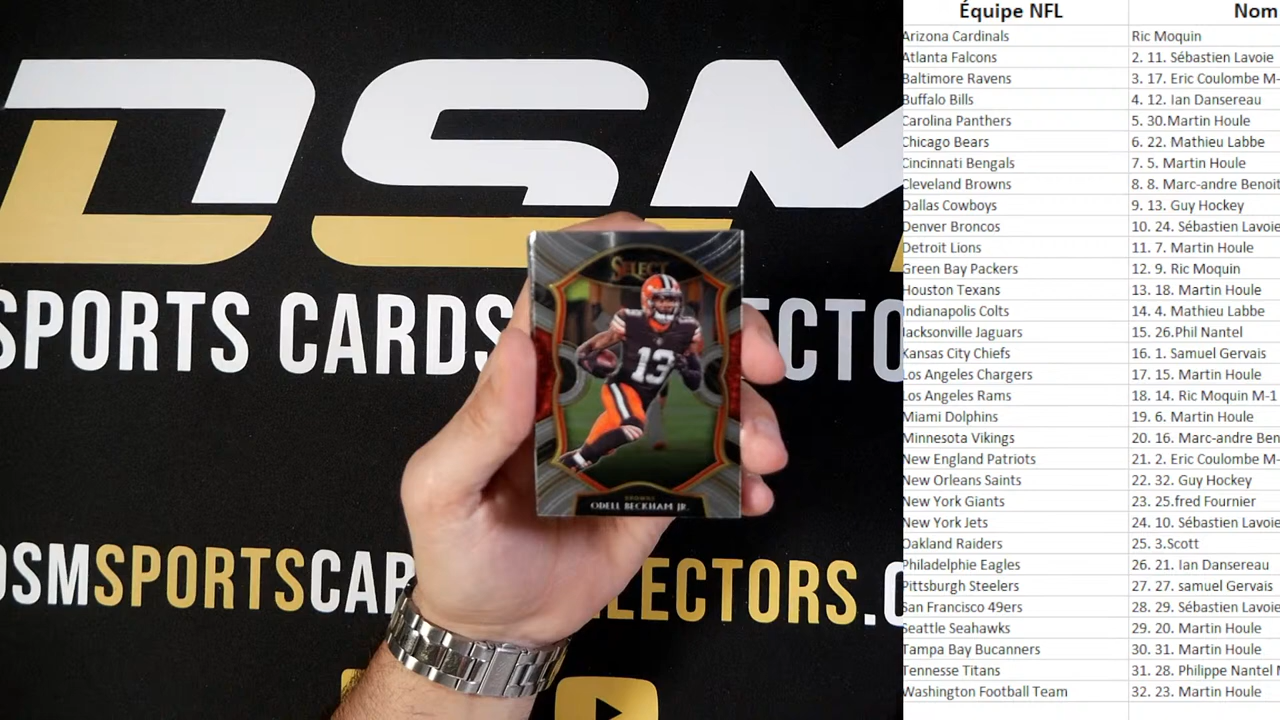 DSM
SPORTS CARDS
DSMSPORTSCAR
LECTORS.
SELECT
13
BROWNS
ODELL BECKHAM JR.
Équipe NFL Nom
Arizona Cardinals Ric Moquin
Atlanta Falcons 2. 11. Sébastien Lavoie
Baltimore Ravens 3. 17. Eric Coulombe M-
Buffalo Bills 4. 12. Ian Dansereau
Carolina Panthers 5. 30.Martin Houle
Chicago Bears 6. 22. Mathieu Labbe
Cincinnati Bengals 7. 5. Martin Houle
Cleveland Browns 8. 8. Marc-andre Benoit
Dallas Cowboys 9. 13. Guy Hockey
Denver Broncos 10. 24. Sébastien Lavoie
Detroit Lions 11. 7. Martin Houle
Green Bay Packers 12. 9. Ric Moquin
Houston Texans 13. 18. Martin Houle
Indianapolis Colts 14. 4. Mathieu Labbe
Jacksonville Jaguars 15. 26.Phil Nantel
Kansas City Chiefs 16. 1. Samuel Gervais
Los Angeles Chargers 17. 15. Martin Houle
Los Angeles Rams 18. 14. Ric Moquin M-1
Miami Dolphins 19. 6. Martin Houle
Minnesota Vikings 20. 16. Marc-andre Ben
New England Patriots 21. 2. Eric Coulombe M-
New Orleans Saints 22. 32. Guy Hockey
New York Giants 23. 25.fred Fournier
New York Jets 24. 10. Sébastien Lavoie
Oakland Raiders 25. 3.Scott
Philadelphie Eagles 26. 21. Ian Dansereau
Pittsburgh Steelers 27. 27. samuel Gervais
San Francisco 49ers 28. 29. Sébastien Lavoie
Seattle Seahawks 29. 20. Martin Houle
Tampa Bay Bucanners 30. 31. Martin Houle
Tennesse Titans 31. 28. Philippe Nantel
Washington Football Team 32. 23. Martin Houle